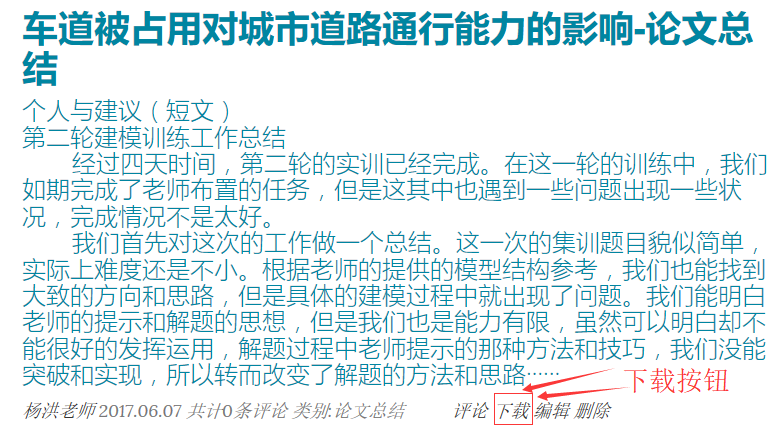 车道被占用对城市道路通行能力的影响-论文总
结
个人与建议（短文）
第二轮建模训练工作总结
经过四天时间，第二轮的实训已经完成。在这一轮的训练中，我们
如期完成了老师布置的任务，但是这其中也遇到一些问题出现一些状
况，完成情况不是太好。
我们首先对这次的工作做一个总结。这一次的集训题目貌似简单，
实际上难度还是不小。根据老师的提供的模型结构参考，我们也能找到
大致的方向和思路，但是具体的建模过程中就出现了问题。我们能明白
老师的提示和解题的思想，但是我们也是能力有限，虽然可以明白却不
能很好的发挥运用，解题过程中老师提示的那种方法和技巧，我们没能
突破和实现，所以转而改变了解题的方法和思路……
下载按钮
杨洪老师 2017.06.07 共计0条评论 类别:论文总结 评论 下载 编辑 删除